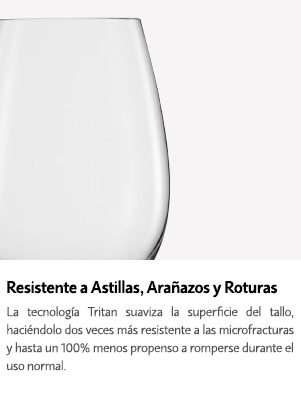 Resistente a Astillas, Arañazos y Roturas
La tecnología Tritan suaviza la superficie del tallo,
haciéndolo dos veces más resistente a las microfracturas
y hasta un 100% menos propenso a romperse durante el
uso normal.